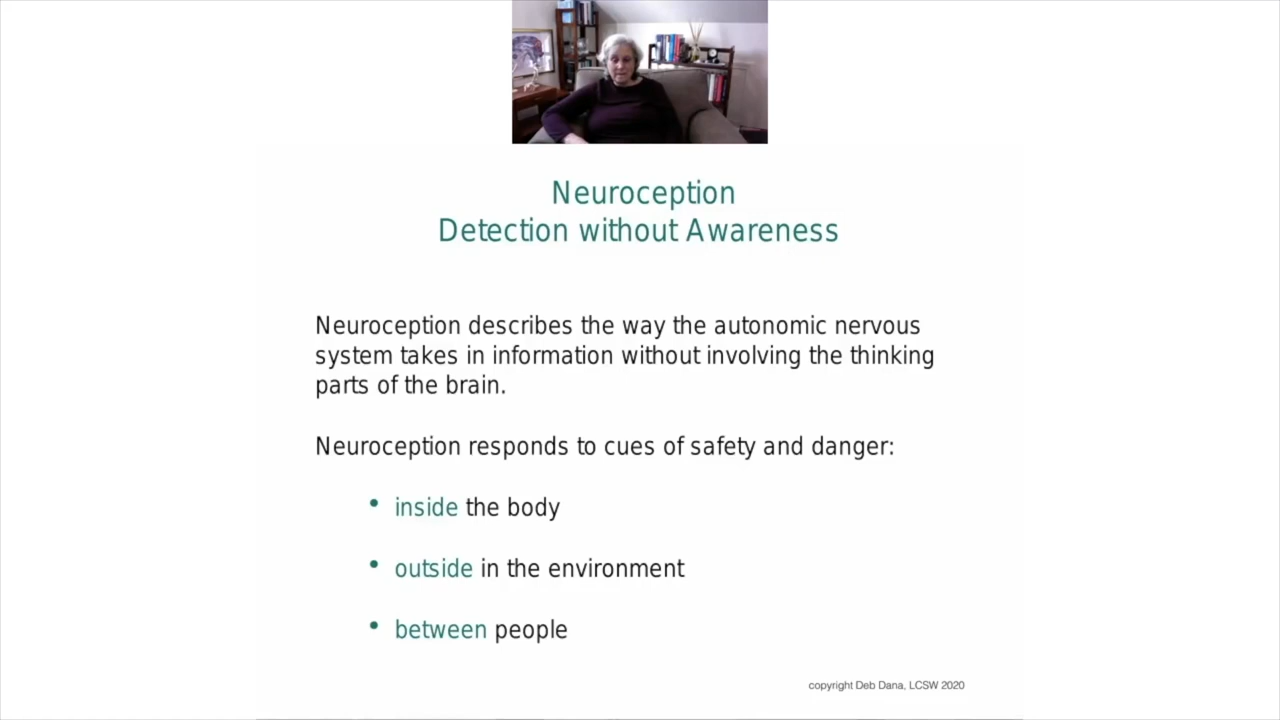 Neuroception
Detection without Awareness
Neuroception describes the way the autonomic nervous
system takes in information without involving the thinking
parts of the brain.
Neuroception responds to cues of safety and danger:
• inside the body
• outside in the environment
• between people
copyright Deb Dana, LCSW 2020